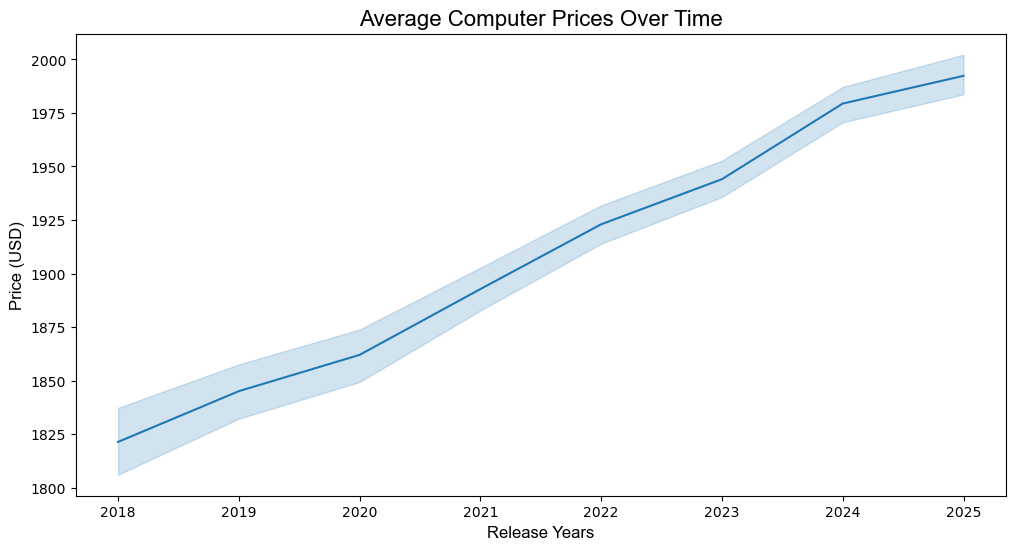 Average Computer Prices Over Time
Price (USD)
2000
1975
1950
1925
1900
1875
1850
1825
1800
2018 2019 2020 2021 2022 2023 2024 2025
Release Years